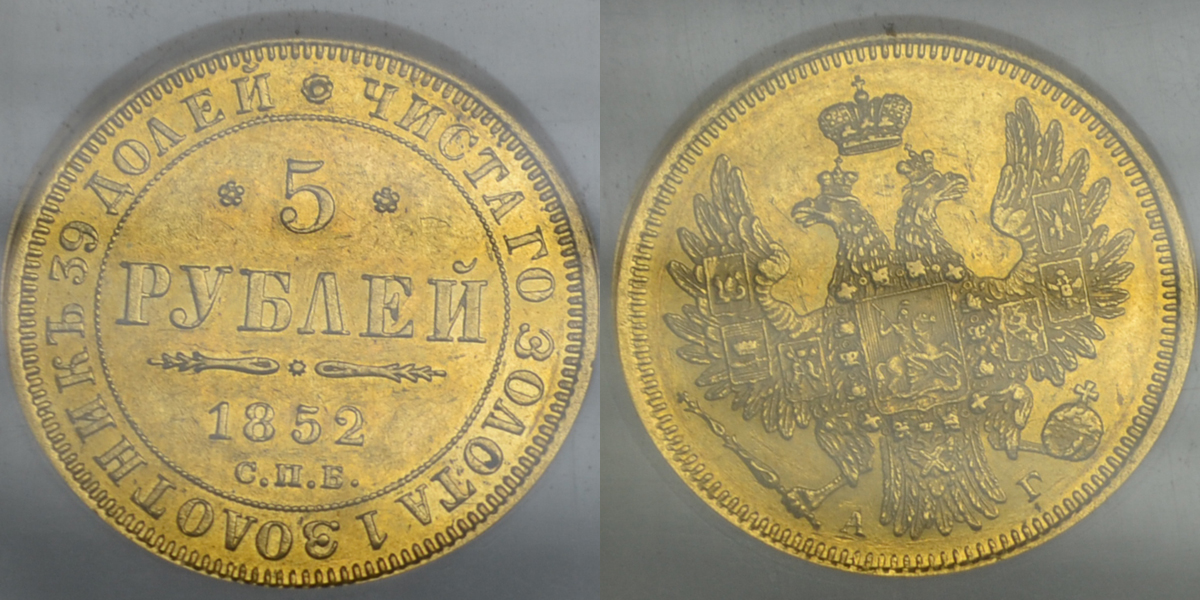 ЧИСТАГО ЗОЛОТА 1 ЗОЛОТНИКЪ 39 ДОЛЕЙ
5
РУБЛЕЙ
1852
С.П.Б.
А Г